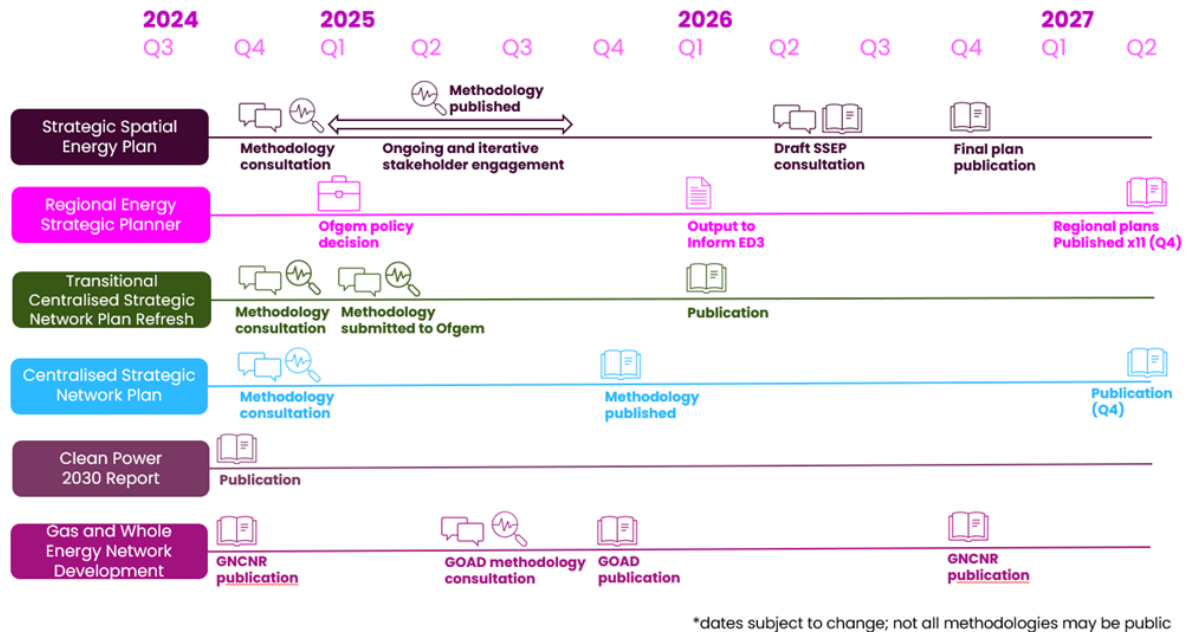 2024 2025 2026 2027
Q3 Q4 Q1 Q2 Q3 Q4 Q1 Q2 Q3 Q4 Q1 Q2
Strategic Spatial
Energy Plan
Methodology
published
Methodology
consultation
Ongoing and iterative
stakeholder engagement
Draft SSEP
consultation
Final plan
publication
Regional Energy
Strategic Planner
Ofgem policy
decision
Output to
Inform ED3
Regional plans
Published x11 (Q4)
Transitional
Centralised Strategic
Network Plan Refresh
Methodology
consultation
Methodology
submitted to Ofgem
Publication
Centralised Strategic
Network Plan
Methodology
consultation
Methodology
published
Publication
(Q4)
Clean Power
2030 Report
Publication
Gas and Whole
Energy Network
Development
GNCNR
publication
GOAD methodology
consultation
GOAD
publication
GNCNR
publication
*dates subject to change; not all methodologies may be public